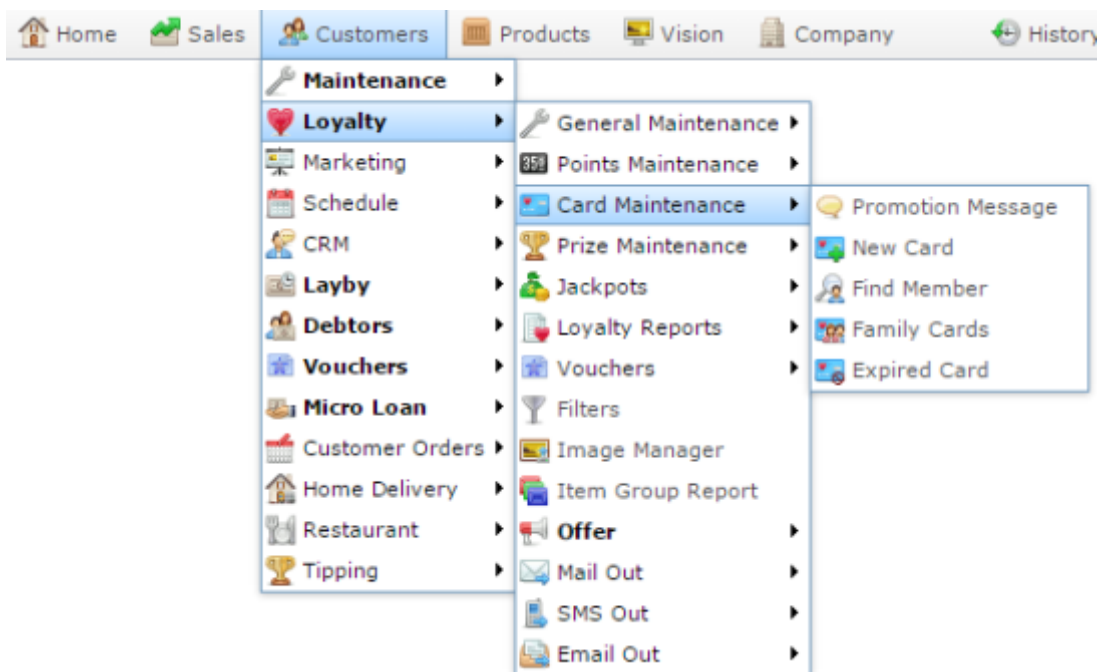 Home Sales Customers Products Vision Company History
Maintenance
Loyalty
Marketing
Schedule
CRM
Layby
Debtors
Vouchers
Micro Loan
Customer Orders
Home Delivery
Restaurant
Tipping
General Maintenance
Points Maintenance
Card Maintenance
Prize Maintenance
Jackpots
Loyalty Reports
Vouchers
Filters
Image Manager
Item Group Report
Offer
Mail Out
SMS Out
Email Out
Promotion Message
New Card
Find Member
Family Cards
Expired Card